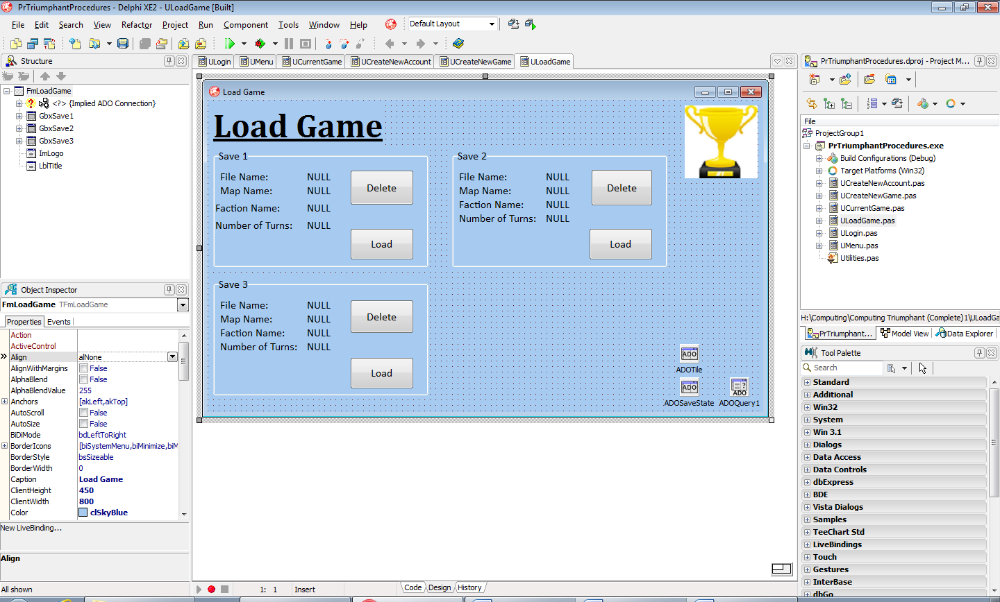 PrTriumphantProcedures - Delphi XE2 - ULoadGame [Built]
File Edit Search View Refactor Project Run Component Tools Window Help Default Layout
Structure
FmLoadGame
<?> {Implied ADO Connection}
GbxSave1
GbxSave2
GbxSave3
ImLogo
LblTitle
Object Inspector
FmLoadGame TFmLoadGame
Properties Events
Action
ActiveControl
Align alNone
AlignWithMargins False
AlphaBlend False
AlphaBlendValue 255
Anchors [akLeft,akTop]
AutoScroll False
AutoSize False
BiDiMode bdLeftToRight
BorderIcons [biSystemMenu,biMinimize,biM
BorderStyle bsSizeable
BorderWidth 0
Caption Load Game
ClientHeight 450
ClientWidth 800
Color clSkyBlue
New LiveBinding...
Align
All shown
ULogin UMenu UCurrentGame UCreateNewAccount UCreateNewGame ULoadGame
Load Game
Load Game
Save 1
File Name: NULL
Map Name: NULL
Faction Name: NULL
Number of Turns: NULL
Delete
Load
Save 2
File Name: NULL
Map Name: NULL
Faction Name: NULL
Number of Turns: NULL
Delete
Load
Save 3
File Name: NULL
Map Name: NULL
Faction Name: NULL
Number of Turns: NULL
Delete
Load
ADO
ADOTile
ADO
ADOSaveState
ADO
ADOQuery1
1: 1 Insert
Code Design History
PrTriumphantProcedures.dproj - Project M...
File
ProjectGroup1
PrTriumphantProcedures.exe
Build Configurations (Debug)
Target Platforms (Win32)
UCreateNewAccount.pas
UCreateNewGame.pas
UCurrentGame.pas
ULoadGame.pas
ULogin.pas
UMenu.pas
Utilities.pas
H:\Computing\Computing Triumphant (Complete)1\ULoadGa
PrTriumphant... Model View Data Explorer
Tool Palette
Search
Standard
Additional
Win32
System
Win 3.1
Dialogs
Data Access
Data Controls
dbExpress
BDE
Vista Dialogs
Samples
TeeChart Std
LiveBindings
Touch
Gestures
InterBase
dbGo